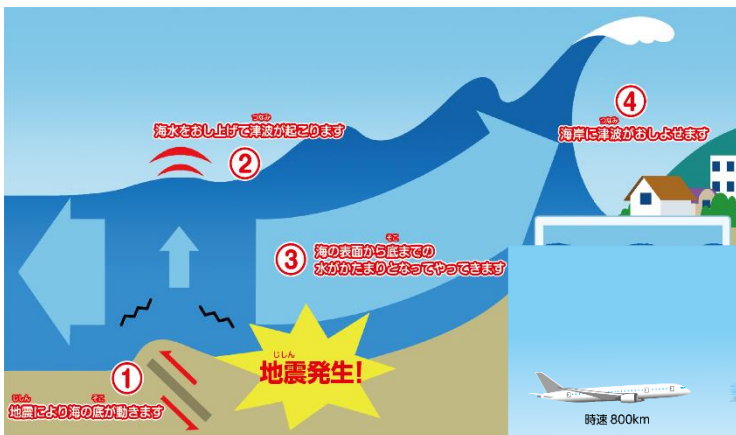 ①
地震により海の底が動きます
②
海水をおし上げて津波が起こります
③
海の表面から底までの
水がかたまりとなってやってきます
④
海岸に津波がおしよせます
地震発生!
時速 800km